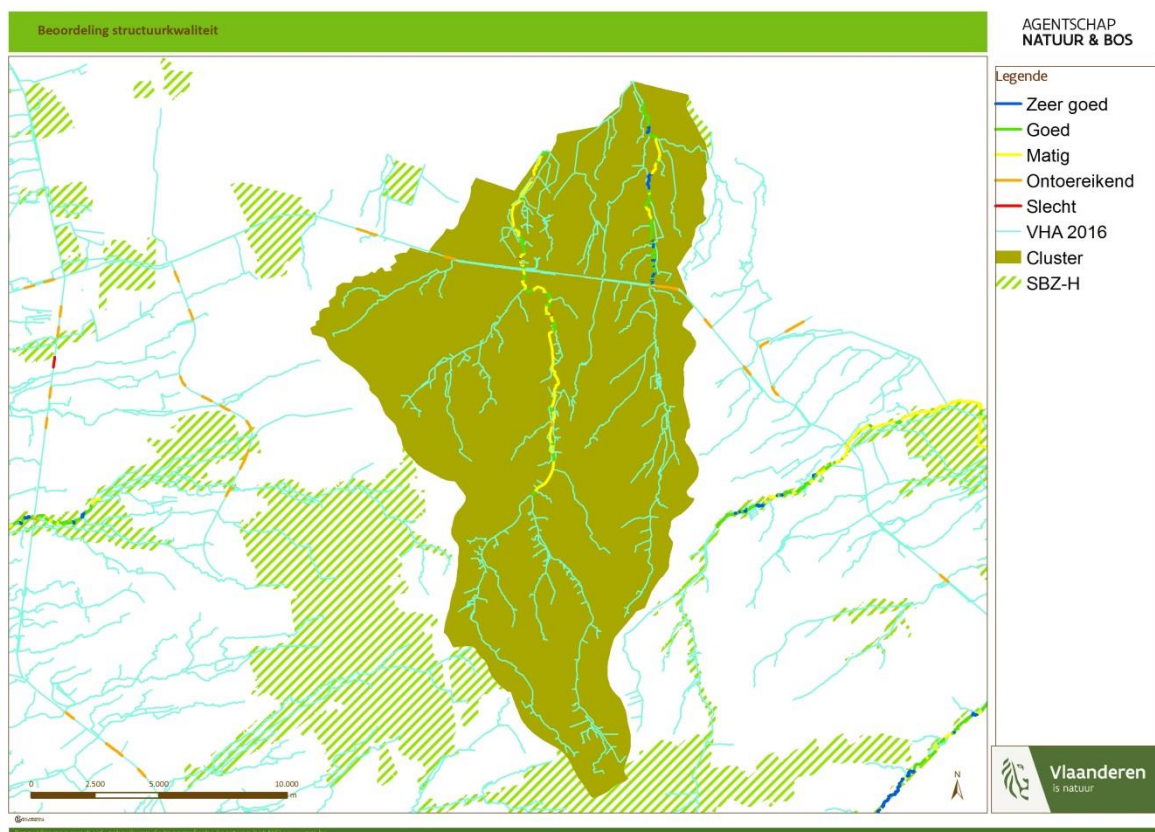 Beoordeling structuurkwaliteit
AGENTSCHAP
NATUUR & BOS
Legende
Zeer goed
Goed
Matig
Ontoereikend
Slecht
VHA 2016
Cluster
SBZ-H
0 2.500 5.000 10.000
m
N
Vlaanderen
is natuur